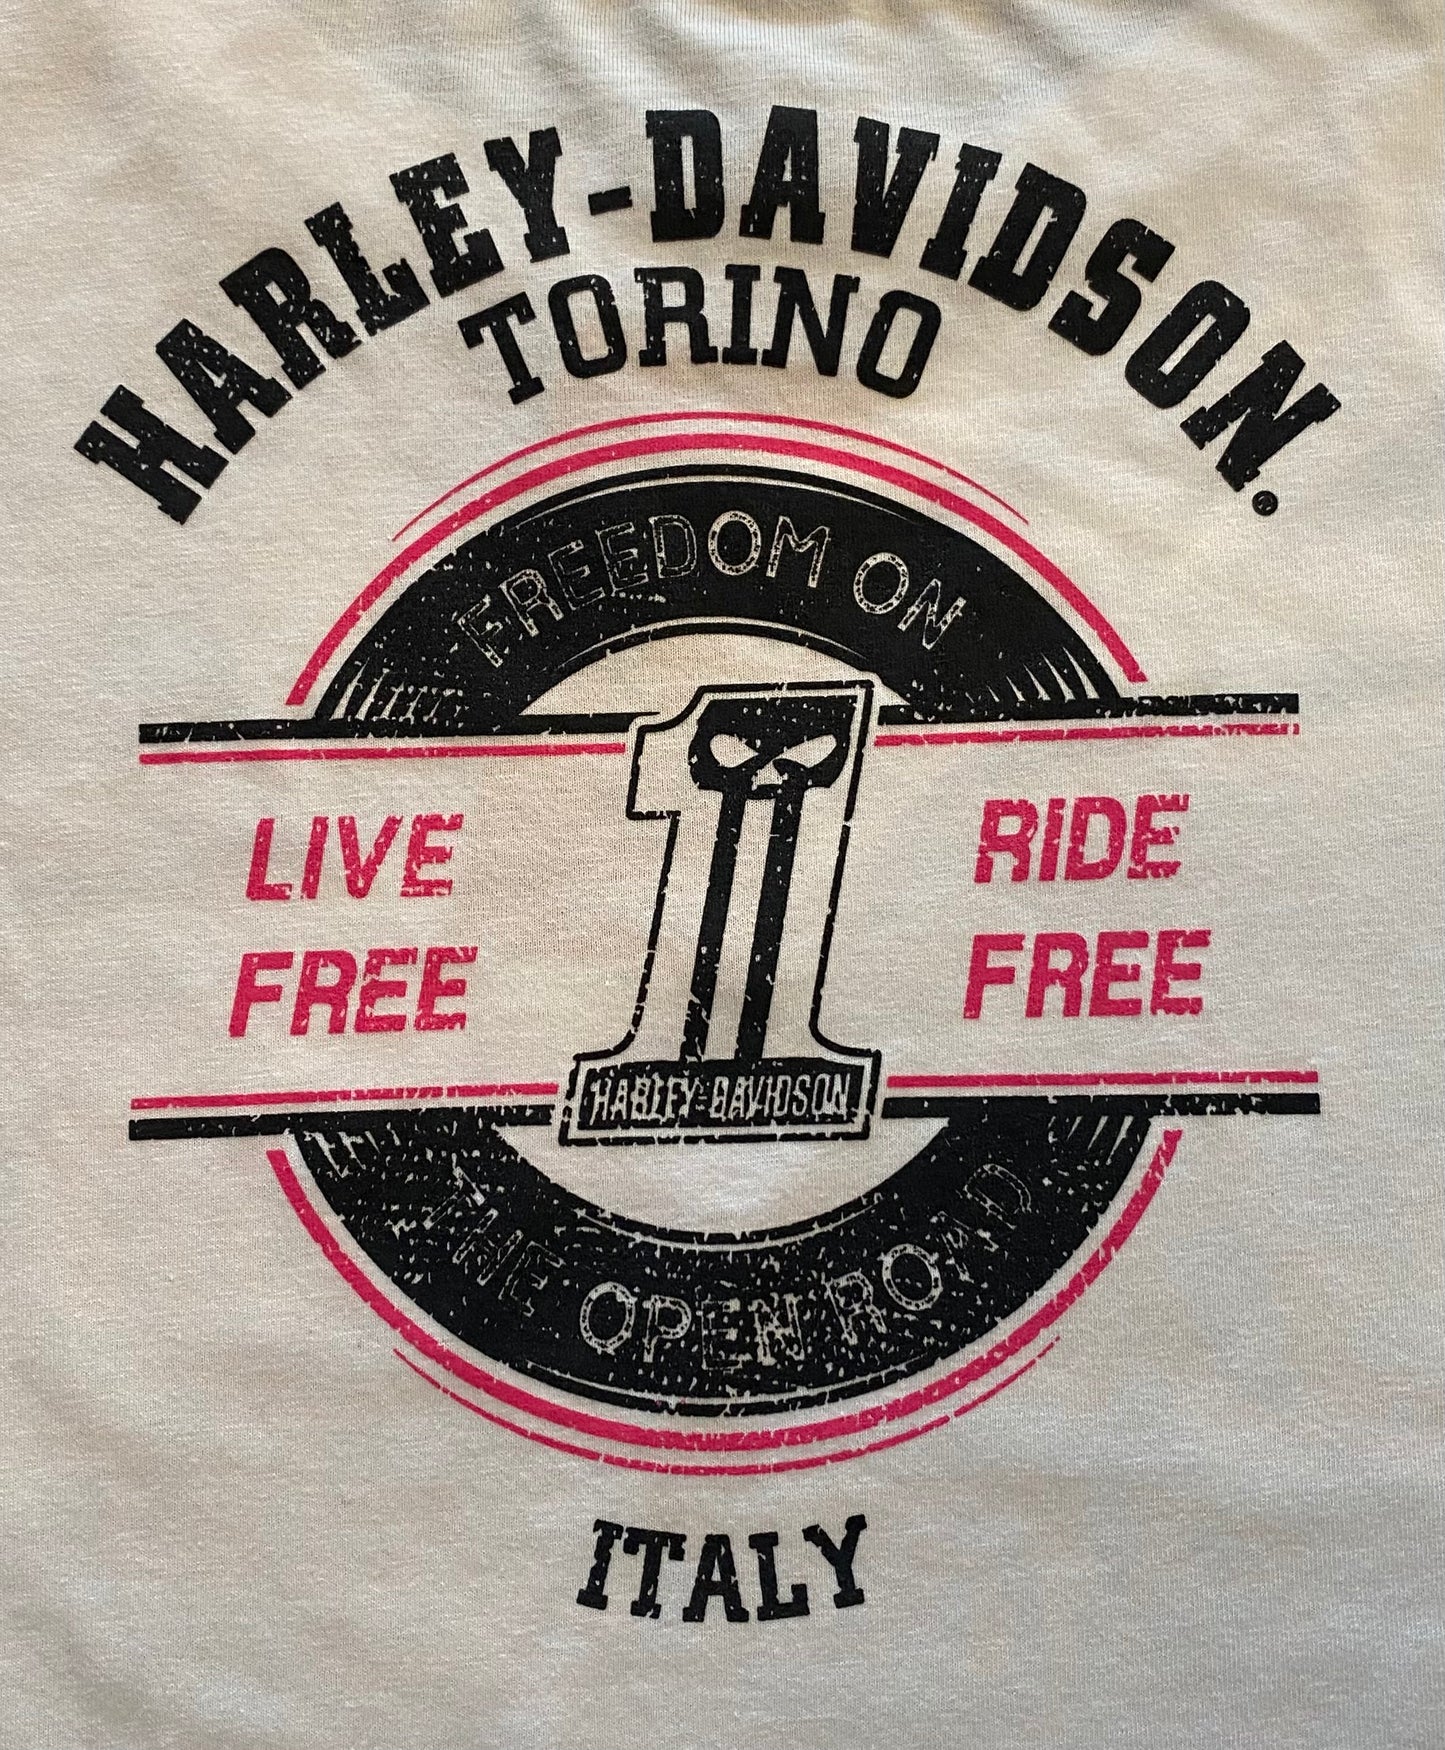 HARLEY-DAVIDSON.®
TORINO
FREEDOM ON
1
LIVE
FREE
RIDE
FREE
HARLEY-DAVIDSON
THE OPEN ROAD
ITALY